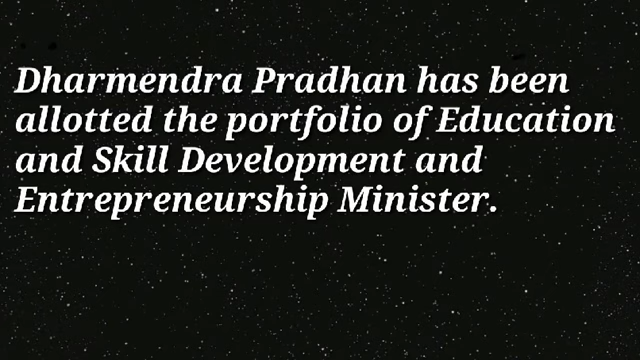 Dharmendra Pradhan has been
allotted the portfolio of Education
and Skill Development and
Entrepreneurship Minister.